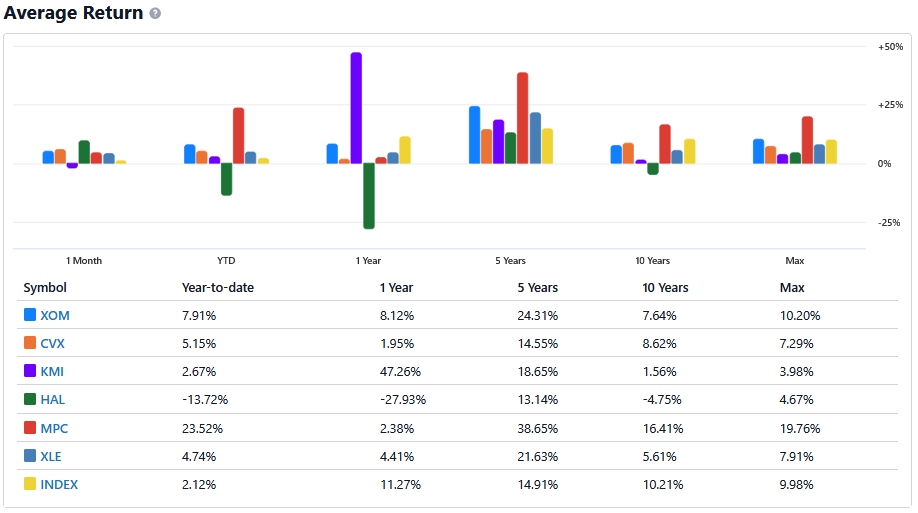 Average Return ?
+50%
+25%
0%
-25%
1 Month YTD 1 Year 5 Years 10 Years Max
Symbol Year-to-date 1 Year 5 Years 10 Years Max
XOM 7.91% 8.12% 24.31% 7.64% 10.20%
CVX 5.15% 1.95% 14.55% 8.62% 7.29%
KMI 2.67% 47.26% 18.65% 1.56% 3.98%
HAL -13.72% -27.93% 13.14% -4.75% 4.67%
MPC 23.52% 2.38% 38.65% 16.41% 19.76%
XLE 4.74% 4.41% 21.63% 5.61% 7.91%
INDEX 2.12% 11.27% 14.91% 10.21% 9.98%